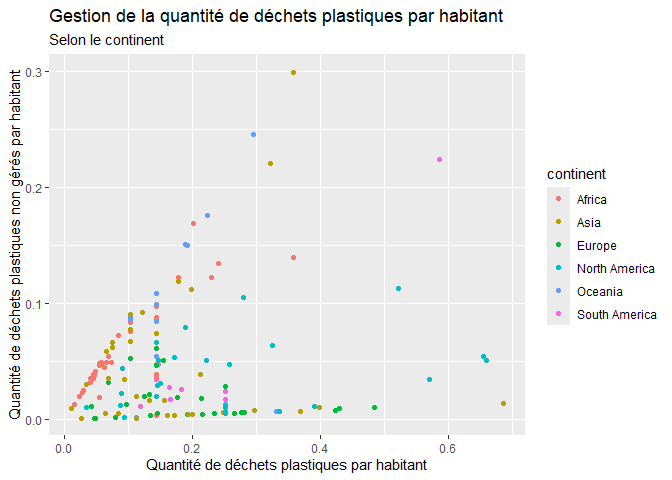 Gestion de la quantité de déchets plastiques par habitant
Selon le continent
Quantité de déchets plastiques non gérés par habitant
0.3
0.2
0.1
0.0
0.0
0.2
0.4
0.6
Quantité de déchets plastiques par habitant
continent
Africa
Asia
Europe
North America
Oceania
South America